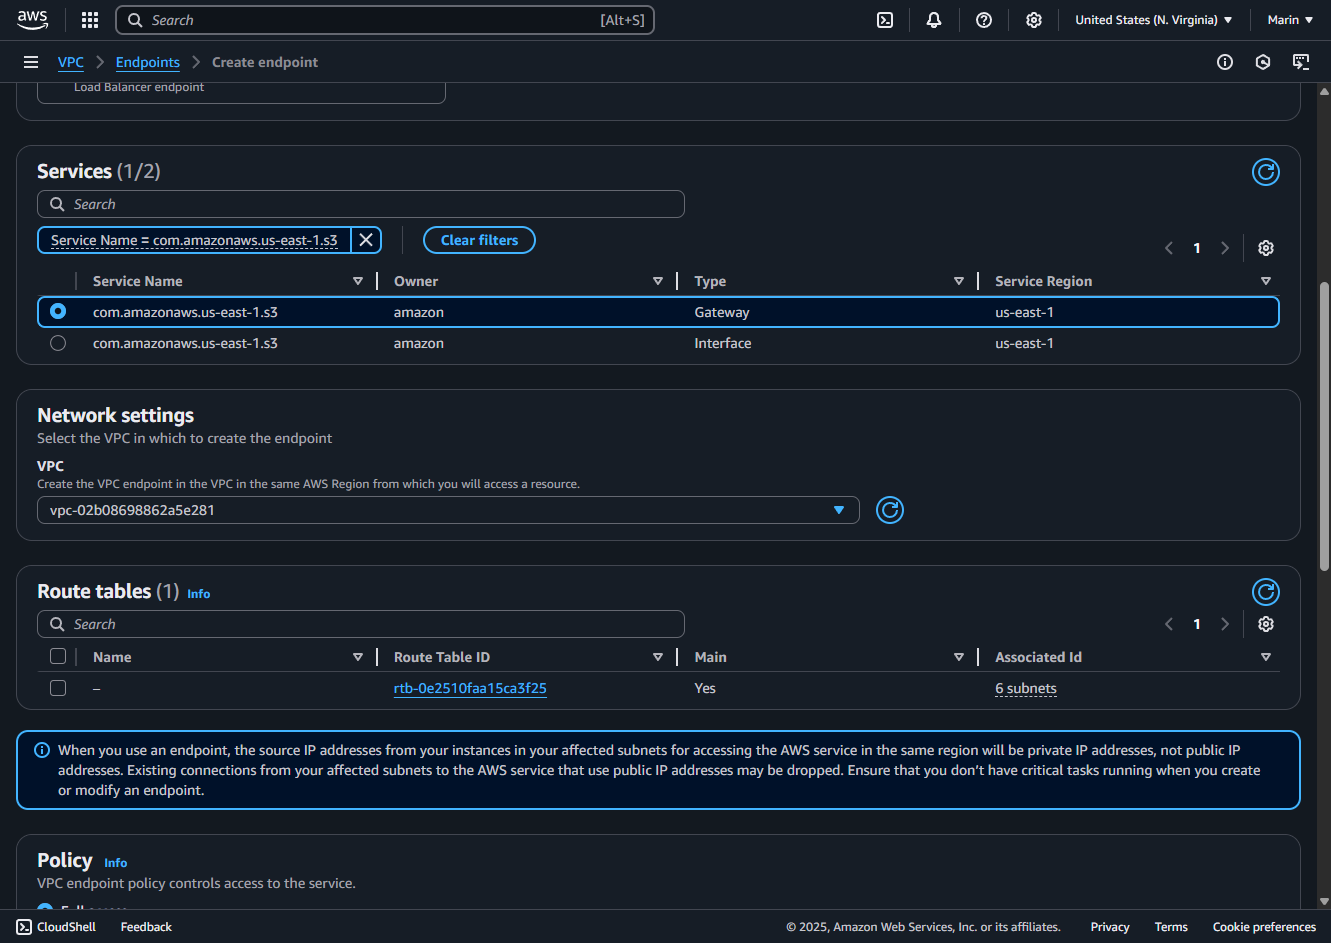 aws
Search [Alt+S]
United States (N. Virginia)
Marin
VPC
Endpoints
Create endpoint
Load Balancer endpoint
Services (1/2)
Search
Service Name = com.amazonaws.us-east-1.s3
Clear filters
1
Service Name Owner Type Service Region
com.amazonaws.us-east-1.s3 amazon Gateway us-east-1
com.amazonaws.us-east-1.s3 amazon Interface us-east-1
Network settings
Select the VPC in which to create the endpoint
VPC
Create the VPC endpoint in the VPC in the same AWS Region from which you will access a resource.
vpc-02b08698862a5e281
Route tables (1) Info
Search
1
Name Route Table ID Main Associated Id
– rtb-0e2510faa15ca3f25 Yes 6 subnets
When you use an endpoint, the source IP addresses from your instances in your affected subnets for accessing the AWS service in the same region will be private IP addresses, not public IP
addresses. Existing connections from your affected subnets to the AWS service that use public IP addresses may be dropped. Ensure that you don't have critical tasks running when you create
or modify an endpoint.
Policy Info
VPC endpoint policy controls access to the service.
CloudShell Feedback © 2025, Amazon Web Services, Inc. or its affiliates. Privacy Terms Cookie preferences